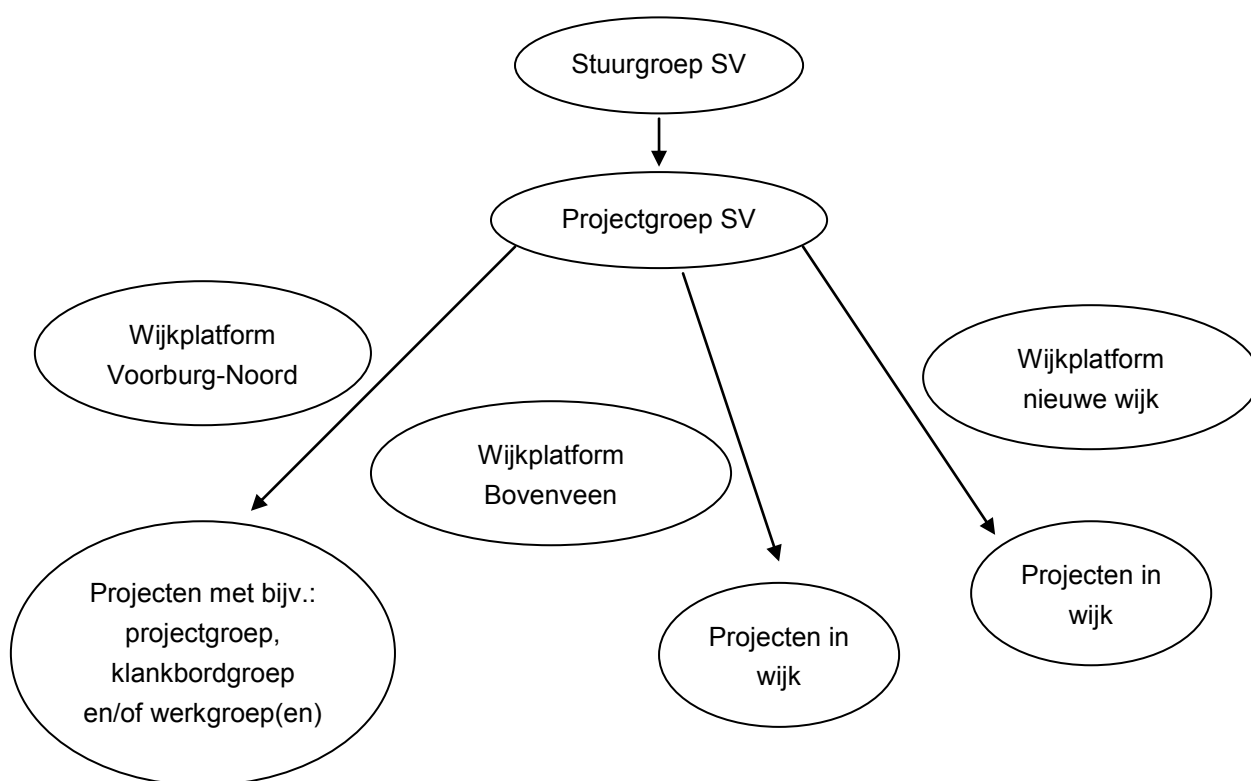 Stuurgroep SV
Projectgroep SV
Wijkplatform
Voorburg-Noord
Wijkplatform
nieuwe wijk
Wijkplatform
Bovenveen
Projecten met bijv.:
projectgroep,
klankbordgroep
en/of werkgroep(en)
Projecten in
wijk
Projecten in
wijk